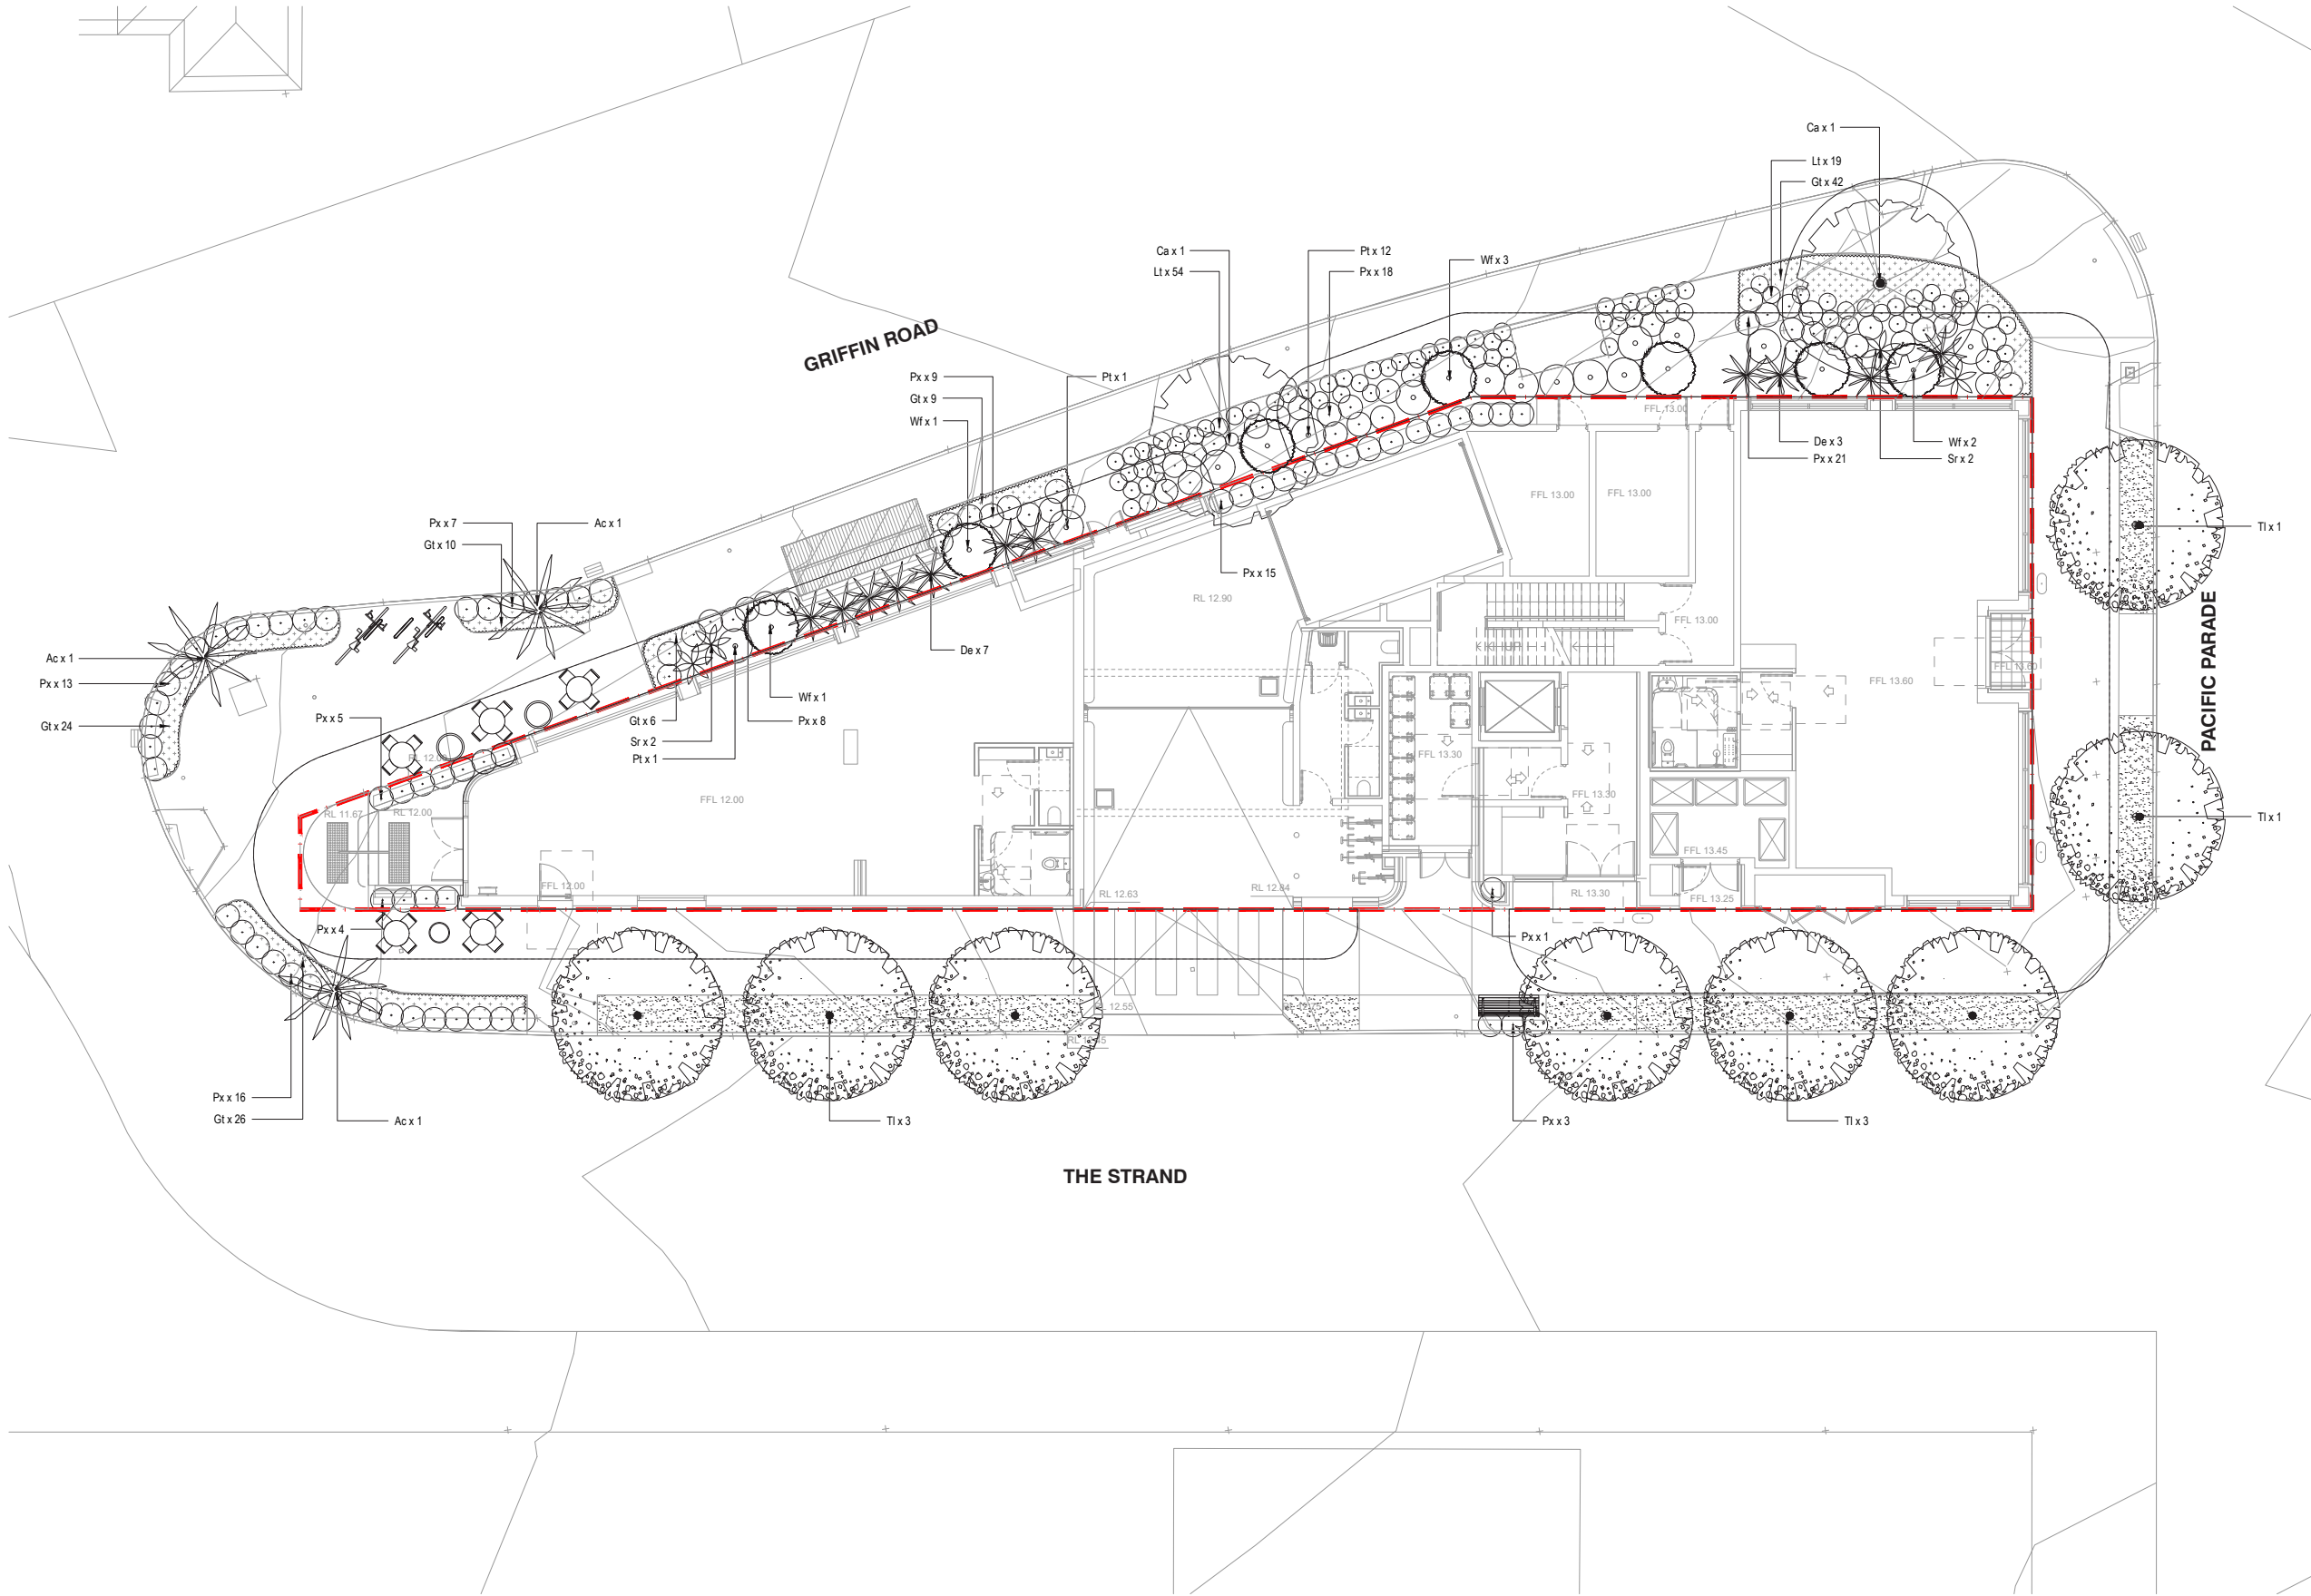 Ca x 1
Lt x 19
Gt x 42
Ca x 1
Lt x 54
Pt x 12
Px x 18
Wf x 3
GRIFFIN ROAD
Px x 9
Gt x 9
Wf x 1
Pt x 1
FFL 13.00
De x 3
Px x 21
Wf x 2
Sr x 2
FFL 13.00
FFL 13.00
Px x 7
Gt x 10
Ac x 1
Tl x 1
Px x 15
RL 12.90
FFL 13.00
PACIFIC PARADE
De x 7
UP
Ac x 1
Px x 13
Gt x 24
FFL 13.60
FFL 13.60
Wf x 1
Px x 8
Px x 5
Gt x 6
Sr x 2
Pt x 1
RL 12.00
FFL 13.30
FFL 13.30
FFL 12.00
RL 11.67
RL 12.00
Tl x 1
FFL 13.45
FFL 12.00
RL 12.63
RL 12.84
RL 13.30
FFL 13.25
Px x 4
Px x 1
RL 12.55
Px x 16
Gt x 26
Ac x 1
Tl x 3
Px x 3
Tl x 3
THE STRAND